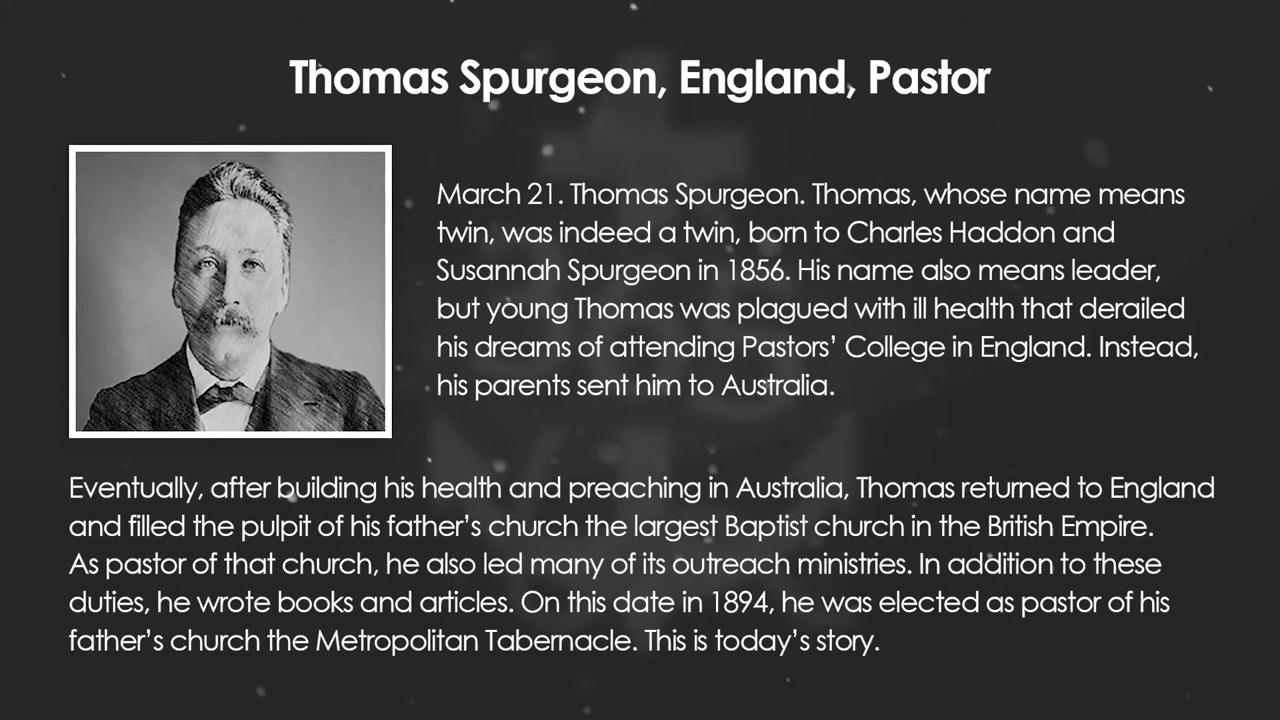 Thomas Spurgeon, England, Pastor
March 21. Thomas Spurgeon. Thomas, whose name means
twin, was indeed a twin, born to Charles Haddon and
Susannah Spurgeon in 1856. His name also means leader,
but young Thomas was plagued with ill health that derailed
his dreams of attending Pastors’ College in England. Instead,
his parents sent him to Australia.
Eventually, after building his health and preaching in Australia, Thomas returned to England
and filled the pulpit of his father’s church the largest Baptist church in the British Empire.
As pastor of that church, he also led many of its outreach ministries. In addition to these
duties, he wrote books and articles. On this date in 1894, he was elected as pastor of his
father’s church the Metropolitan Tabernacle. This is today’s story.